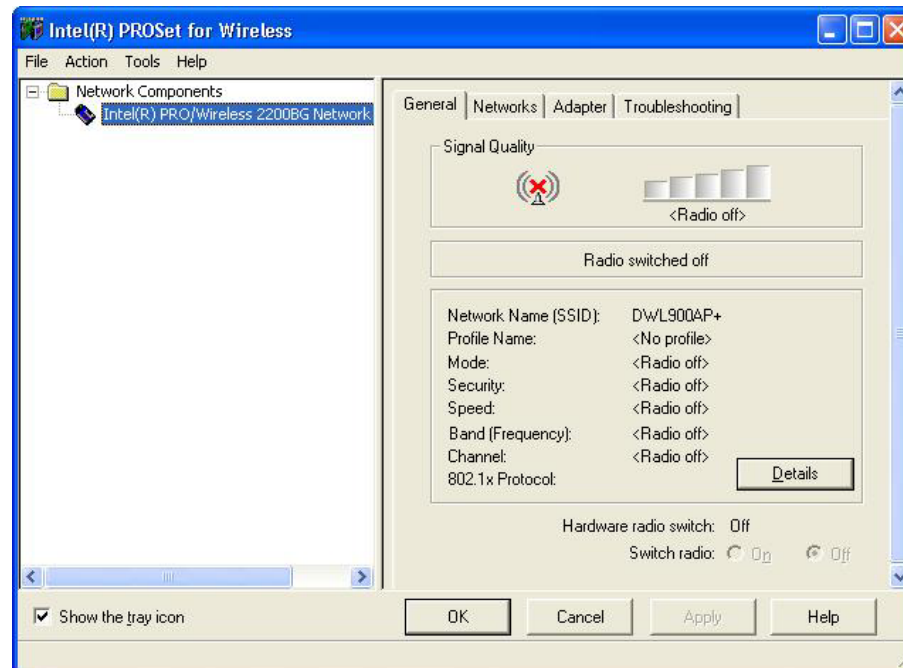 Intel(R) PROSet for Wireless
File Action Tools Help
Network Components
Intel(R) PRO/Wireless 2200BG Network
General Networks Adapter Troubleshooting
Signal Quality
<Radio off>
Radio switched off
Network Name (SSID): DWL900AP+
Profile Name: <No profile>
Mode: <Radio off>
Security: <Radio off>
Speed: <Radio off>
Band (Frequency): <Radio off>
Channel: <Radio off>
802.1x Protocol:
Details
Hardware radio switch: Off
Switch radio: On Off
Show the tray icon
OK Cancel Apply Help